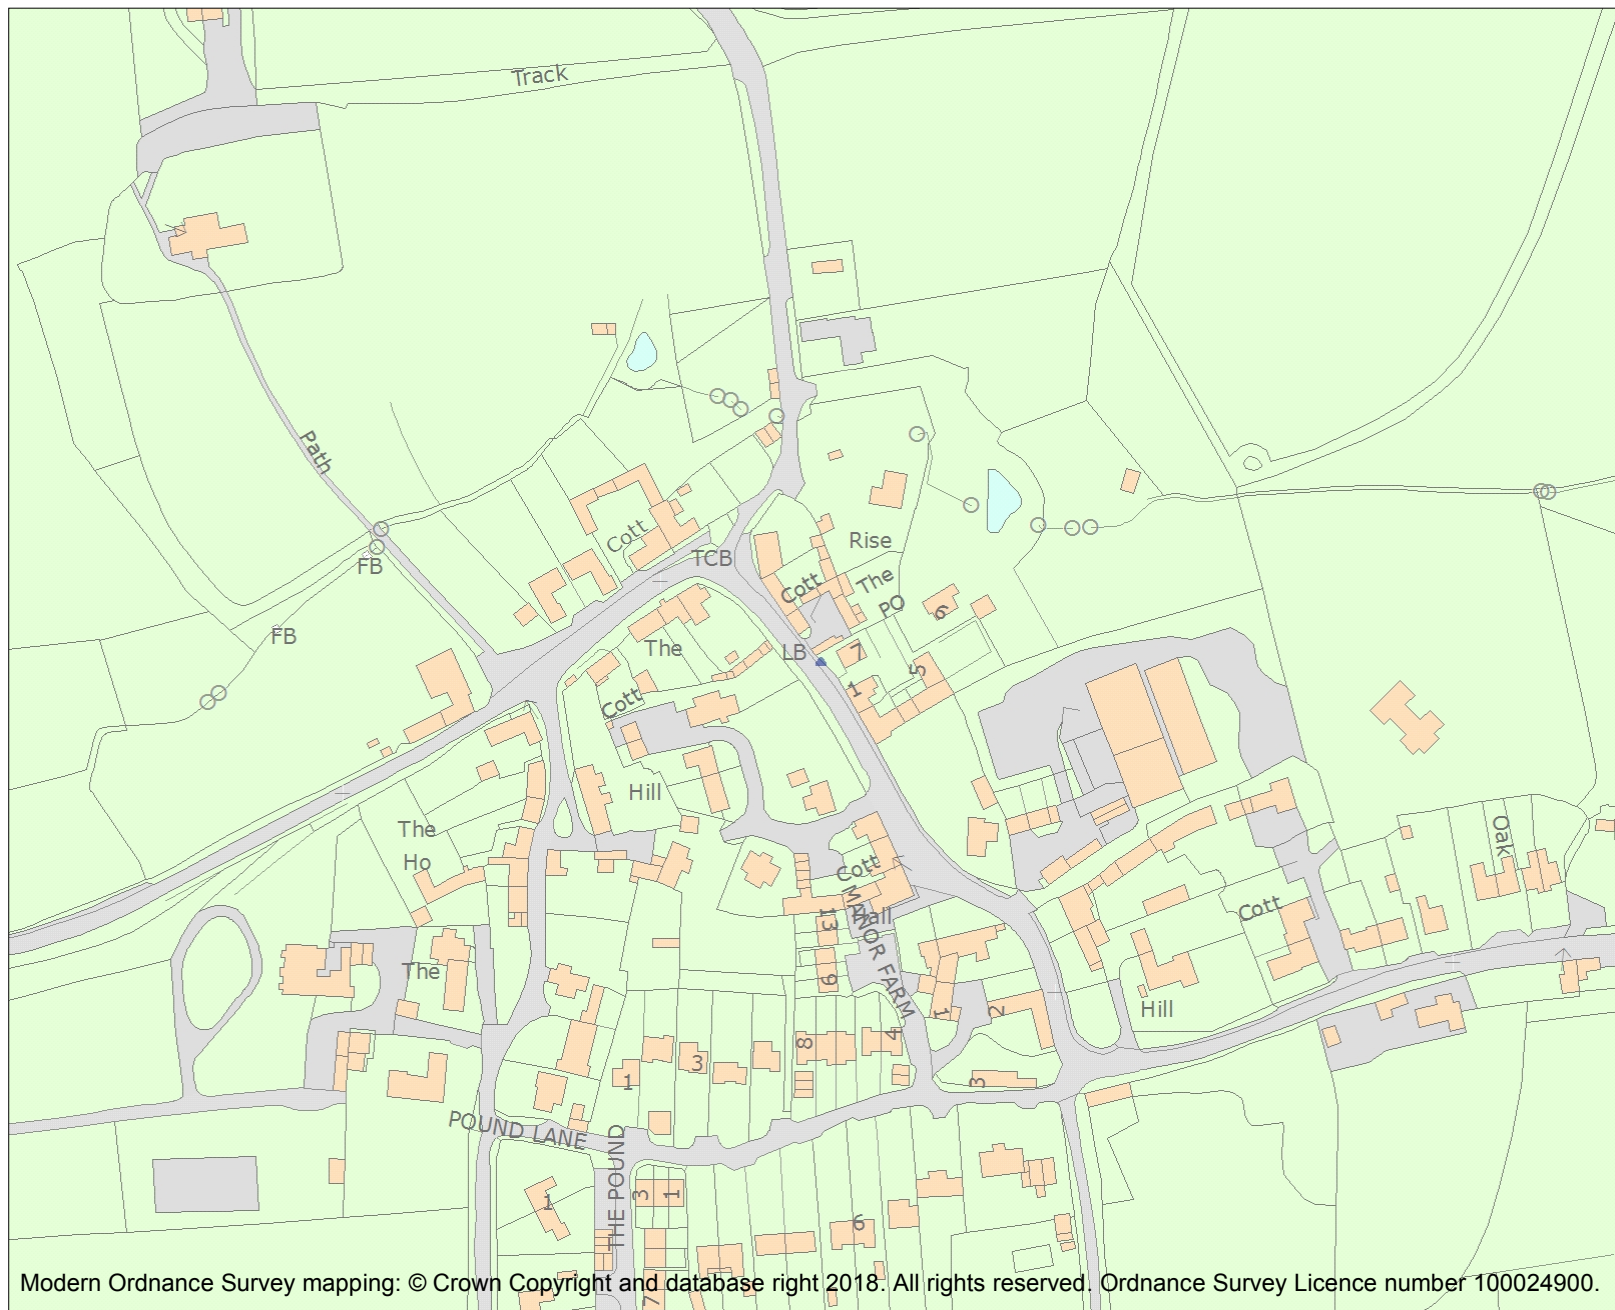 Track
Path
Cott
TCB
Rise
FB
The
Cott
PO
6
FB
The
LB
7
5
1
Cott
Hill
The
Ho
Oak
Cott
MANOR FARM
Hall
13
Cott
The
9
Hill
1
2
8
4
3
1
3
POUND LANE
THE POUND
1
3
1
6
7
Modern Ordnance Survey mapping: © Crown Copyright and database right 2018. All rights reserved. Ordnance Survey Licence number 100024900.